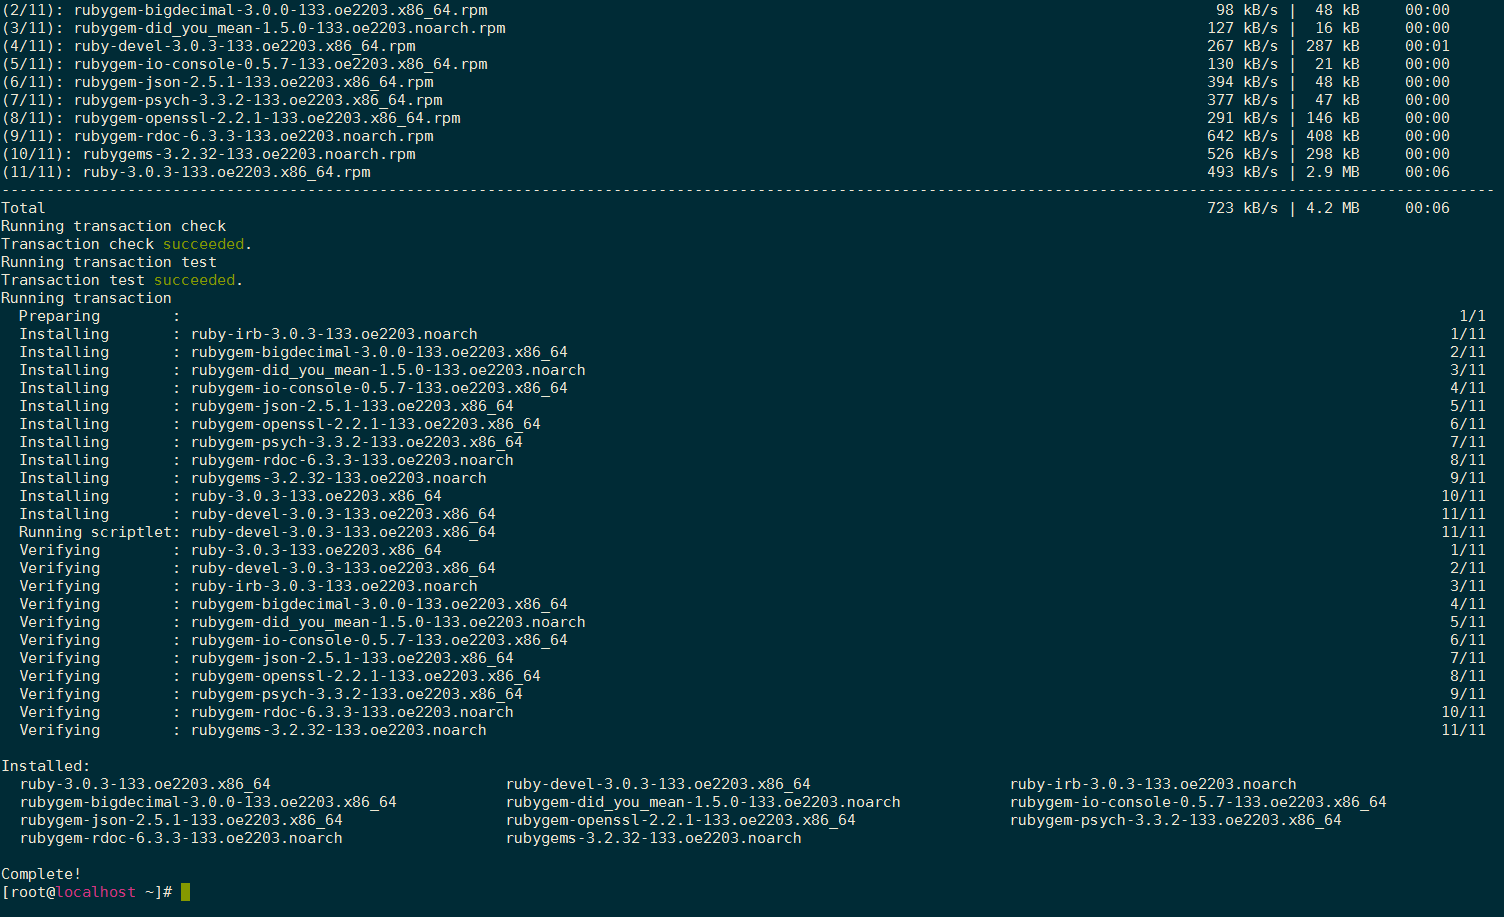 (2/11): rubygem-bigdecimal-3.0.0-133.oe2203.x86_64.rpm 98 kB/s | 48 kB 00:00
(3/11): rubygem-did_you_mean-1.5.0-133.oe2203.noarch.rpm 127 kB/s | 16 kB 00:00
(4/11): ruby-devel-3.0.3-133.oe2203.x86_64.rpm 267 kB/s | 287 kB 00:01
(5/11): rubygem-io-console-0.5.7-133.oe2203.x86_64.rpm 130 kB/s | 21 kB 00:00
(6/11): rubygem-json-2.5.1-133.oe2203.x86_64.rpm 394 kB/s | 48 kB 00:00
(7/11): rubygem-psych-3.3.2-133.oe2203.x86_64.rpm 377 kB/s | 47 kB 00:00
(8/11): rubygem-openssl-2.2.1-133.oe2203.x86_64.rpm 291 kB/s | 146 kB 00:00
(9/11): rubygem-rdoc-6.3.3-133.oe2203.noarch.rpm 642 kB/s | 408 kB 00:00
(10/11): rubygems-3.2.32-133.oe2203.noarch.rpm 526 kB/s | 298 kB 00:00
(11/11): ruby-3.0.3-133.oe2203.x86_64.rpm 493 kB/s | 2.9 MB 00:06
--------------------------------------------------------------------------------
Total 723 kB/s | 4.2 MB 00:06
Running transaction check
Transaction check succeeded.
Running transaction test
Transaction test succeeded.
Running transaction
Preparing : 1/1
Installing : ruby-irb-3.0.3-133.oe2203.noarch 1/11
Installing : rubygem-bigdecimal-3.0.0-133.oe2203.x86_64 2/11
Installing : rubygem-did_you_mean-1.5.0-133.oe2203.noarch 3/11
Installing : rubygem-io-console-0.5.7-133.oe2203.x86_64 4/11
Installing : rubygem-json-2.5.1-133.oe2203.x86_64 5/11
Installing : rubygem-openssl-2.2.1-133.oe2203.x86_64 6/11
Installing : rubygem-psych-3.3.2-133.oe2203.x86_64 7/11
Installing : rubygem-rdoc-6.3.3-133.oe2203.noarch 8/11
Installing : rubygems-3.2.32-133.oe2203.noarch 9/11
Installing : ruby-3.0.3-133.oe2203.x86_64 10/11
Installing : ruby-devel-3.0.3-133.oe2203.x86_64 11/11
Running scriptlet: ruby-devel-3.0.3-133.oe2203.x86_64 11/11
Verifying : ruby-3.0.3-133.oe2203.x86_64 1/11
Verifying : ruby-devel-3.0.3-133.oe2203.x86_64 2/11
Verifying : ruby-irb-3.0.3-133.oe2203.noarch 3/11
Verifying : rubygem-bigdecimal-3.0.0-133.oe2203.x86_64 4/11
Verifying : rubygem-did_you_mean-1.5.0-133.oe2203.noarch 5/11
Verifying : rubygem-io-console-0.5.7-133.oe2203.x86_64 6/11
Verifying : rubygem-json-2.5.1-133.oe2203.x86_64 7/11
Verifying : rubygem-openssl-2.2.1-133.oe2203.x86_64 8/11
Verifying : rubygem-psych-3.3.2-133.oe2203.x86_64 9/11
Verifying : rubygem-rdoc-6.3.3-133.oe2203.noarch 10/11
Verifying : rubygems-3.2.32-133.oe2203.noarch 11/11
Installed:
ruby-3.0.3-133.oe2203.x86_64 ruby-devel-3.0.3-133.oe2203.x86_64 ruby-irb-3.0.3-133.oe2203.noarch
rubygem-bigdecimal-3.0.0-133.oe2203.x86_64 rubygem-did_you_mean-1.5.0-133.oe2203.noarch rubygem-io-console-0.5.7-133.oe2203.x86_64
rubygem-json-2.5.1-133.oe2203.x86_64 rubygem-openssl-2.2.1-133.oe2203.x86_64 rubygem-psych-3.3.2-133.oe2203.x86_64
rubygem-rdoc-6.3.3-133.oe2203.noarch rubygems-3.2.32-133.oe2203.noarch
Complete!
[root@localhost ~]#